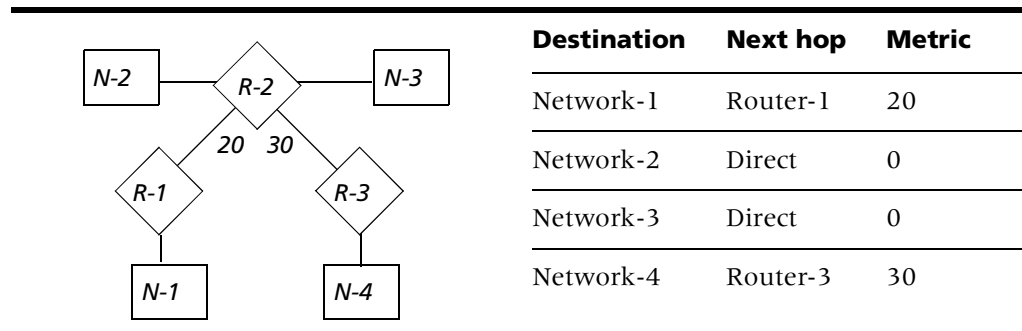 N-2
R-2
N-3
20 30
R-1
R-3
N-1
N-4
Destination Next hop Metric
Network-1 Router-1 20
Network-2 Direct 0
Network-3 Direct 0
Network-4 Router-3 30